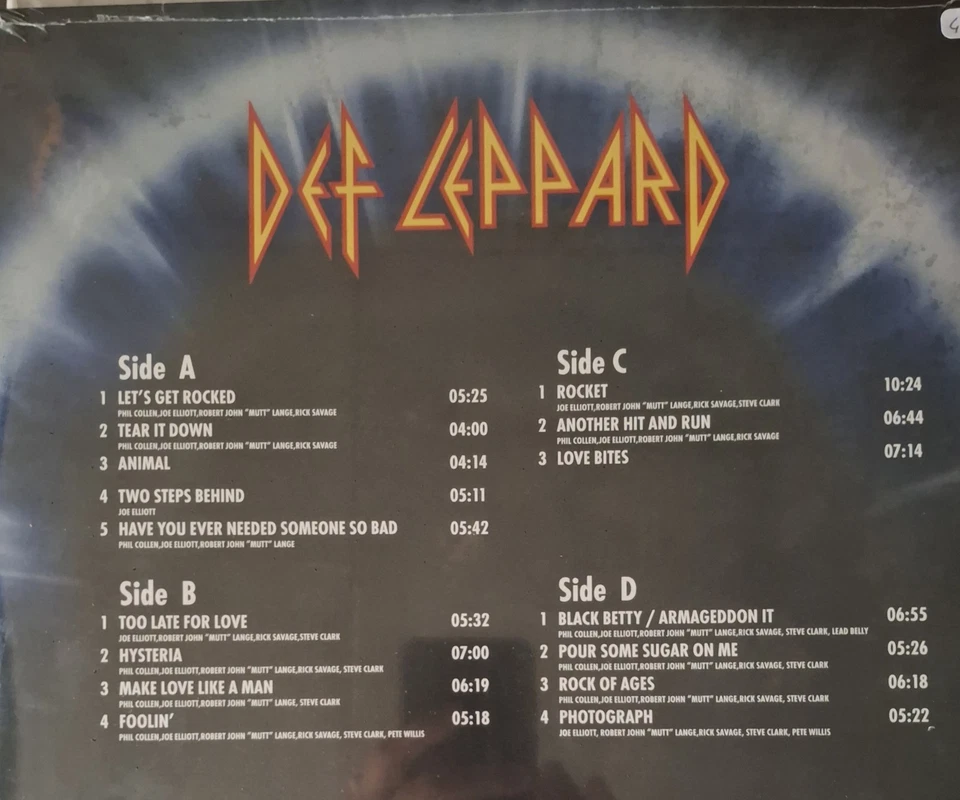 DEF LEPPARD
Side A
1 LET'S GET ROCKED 05:25
PHIL COLLEN,JOE ELLIOTT,ROBERT JOHN "MUTT" LANGE,RICK SAVAGE
2 TEAR IT DOWN 04:00
PHIL COLLEN,JOE ELLIOTT,ROBERT JOHN "MUTT" LANGE,RICK SAVAGE
3 ANIMAL 04:14
4 TWO STEPS BEHIND 05:11
JOE ELLIOTT
5 HAVE YOU EVER NEEDED SOMEONE SO BAD 05:42
PHIL COLLEN,JOE ELLIOTT,ROBERT JOHN "MUTT" LANGE
Side B
1 TOO LATE FOR LOVE 05:32
JOE ELLIOTT,ROBERT JOHN "MUTT" LANGE,RICK SAVAGE,STEVE CLARK
2 HYSTERIA 07:00
PHIL COLLEN,JOE ELLIOTT,ROBERT JOHN "MUTT" LANGE,RICK SAVAGE, STEVE CLARK
3 MAKE LOVE LIKE A MAN 06:19
PHIL COLLEN,JOE ELLIOTT,ROBERT JOHN "MUTT" LANGE, STEVE CLARK
4 FOOLIN' 05:18
PHIL COLLEN,JOE ELLIOTT,ROBERT JOHN "MUTT" LANGE,RICK SAVAGE, STEVE CLARK, PETE WILLIS
Side C
1 ROCKET 10:24
JOE ELLIOTT,ROBERT JOHN "MUTT" LANGE,RICK SAVAGE,STEVE CLARK
2 ANOTHER HIT AND RUN 06:44
PHIL COLLEN,JOE ELLIOTT,ROBERT JOHN "MUTT" LANGE,RICK SAVAGE
3 LOVE BITES 07:14
Side D
1 BLACK BETTY / ARMAGEDDON IT 06:55
PHIL COLLEN,JOE ELLIOTT,ROBERT JOHN "MUTT" LANGE,RICK SAVAGE, STEVE CLARK, LEAD BELLY
2 POUR SOME SUGAR ON ME 05:26
PHIL COLLEN,JOE ELLIOTT,ROBERT JOHN "MUTT" LANGE,RICK SAVAGE, STEVE CLARK
3 ROCK OF AGES 06:18
PHIL COLLEN,JOE ELLIOTT,ROBERT JOHN "MUTT" LANGE,RICK SAVAGE, STEVE CLARK
4 PHOTOGRAPH 05:22
JOE ELLIOTT, ROBERT JOHN "MUTT" LANGE,RICK SAVAGE, STEVE CLARK, PETE WILLIS